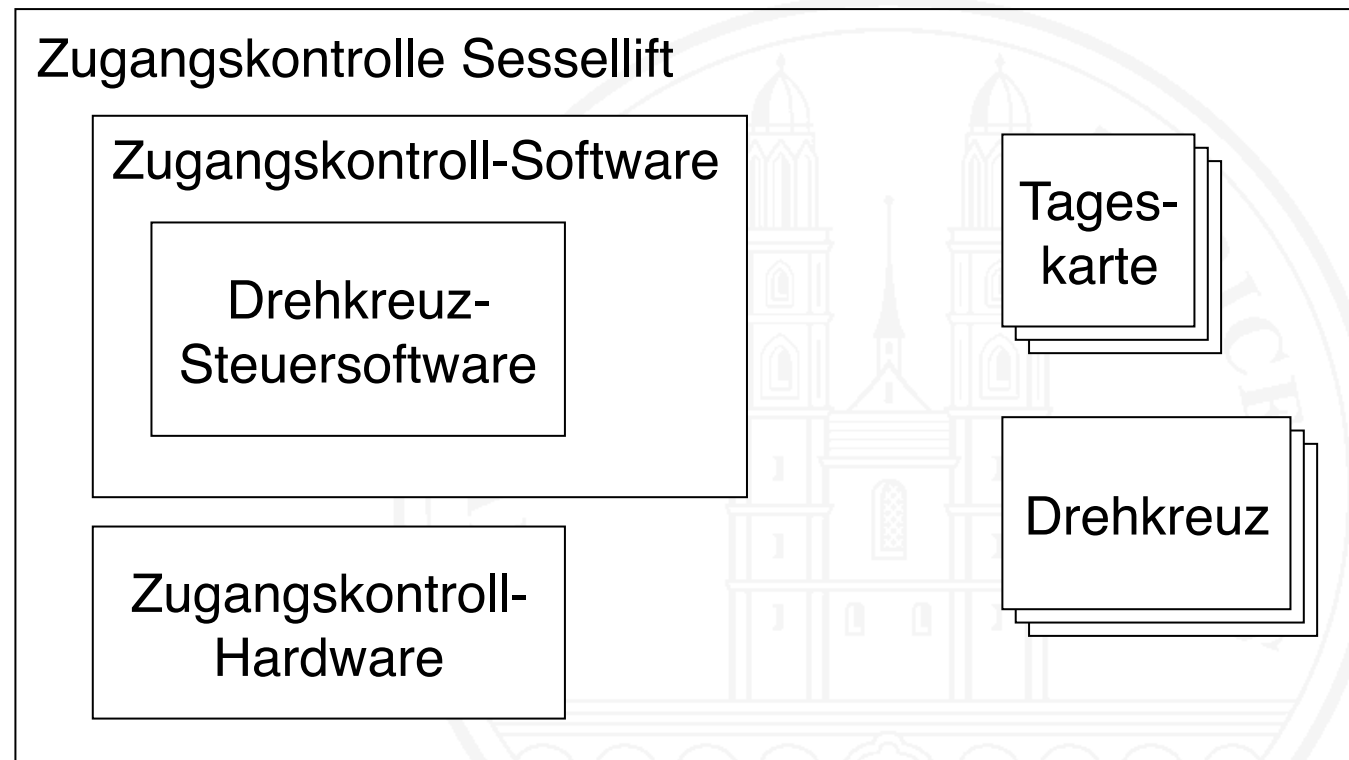 Zugangskontrolle Sessellift
Zugangskontroll-Software
Drehkreuz-
Steuersoftware
Zugangskontroll-
Hardware
Tages-
karte
Drehkreuz